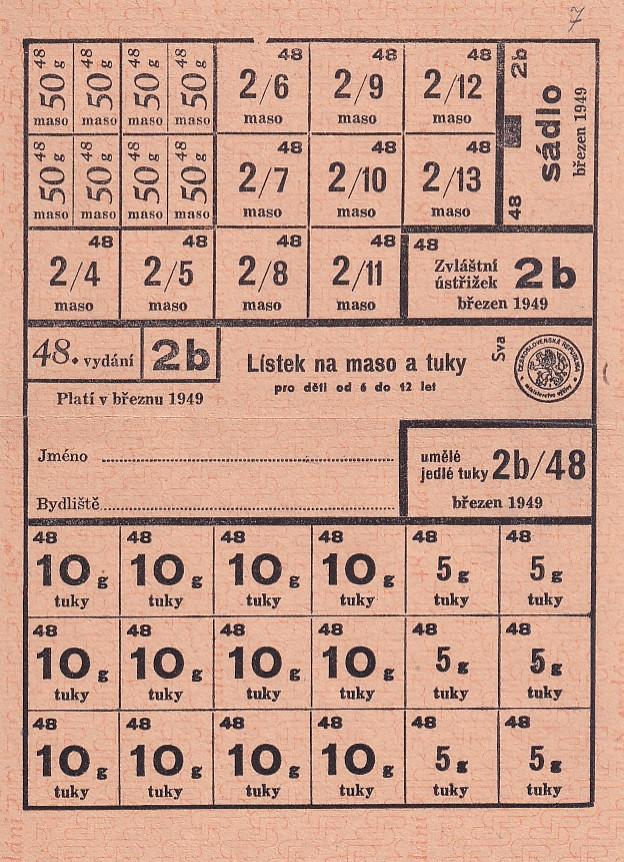 7
48 48 48 48 48 48 48
50 g 50 g 50 g 50 g 2/6 2/9 2/12
maso maso maso maso maso maso maso
48 48 48 48 48 48 48
50 g 50 g 50 g 50 g 2/7 2/10 2/13
maso maso maso maso maso maso maso
2b
sádlo
březen 1949
48
48 48 48 48
2/4 2/5 2/8 2/11
maso maso maso maso
48
Zvláštní
ústřižek 2b
březen 1949
48. vydání 2b
Platí v březnu 1949
Lístek na maso a tuky
pro děti od 6 do 12 let
Sva
ČESKOSLOVENSKÁ REPUBLIKA
ministerstvo výživy
Jméno
Bydliště
umělé
jedlé tuky 2b/48
březen 1949
48 48 48 48 48 48
10 g 10 g 10 g 10 g 5 g 5 g
tuky tuky tuky tuky tuky tuky
48 48 48 48 48 48
10 g 10 g 10 g 10 g 5 g 5 g
tuky tuky tuky tuky tuky tuky
48 48 48 48 48 48
10 g 10 g 10 g 10 g 5 g 5 g
tuky tuky tuky tuky tuky tuky